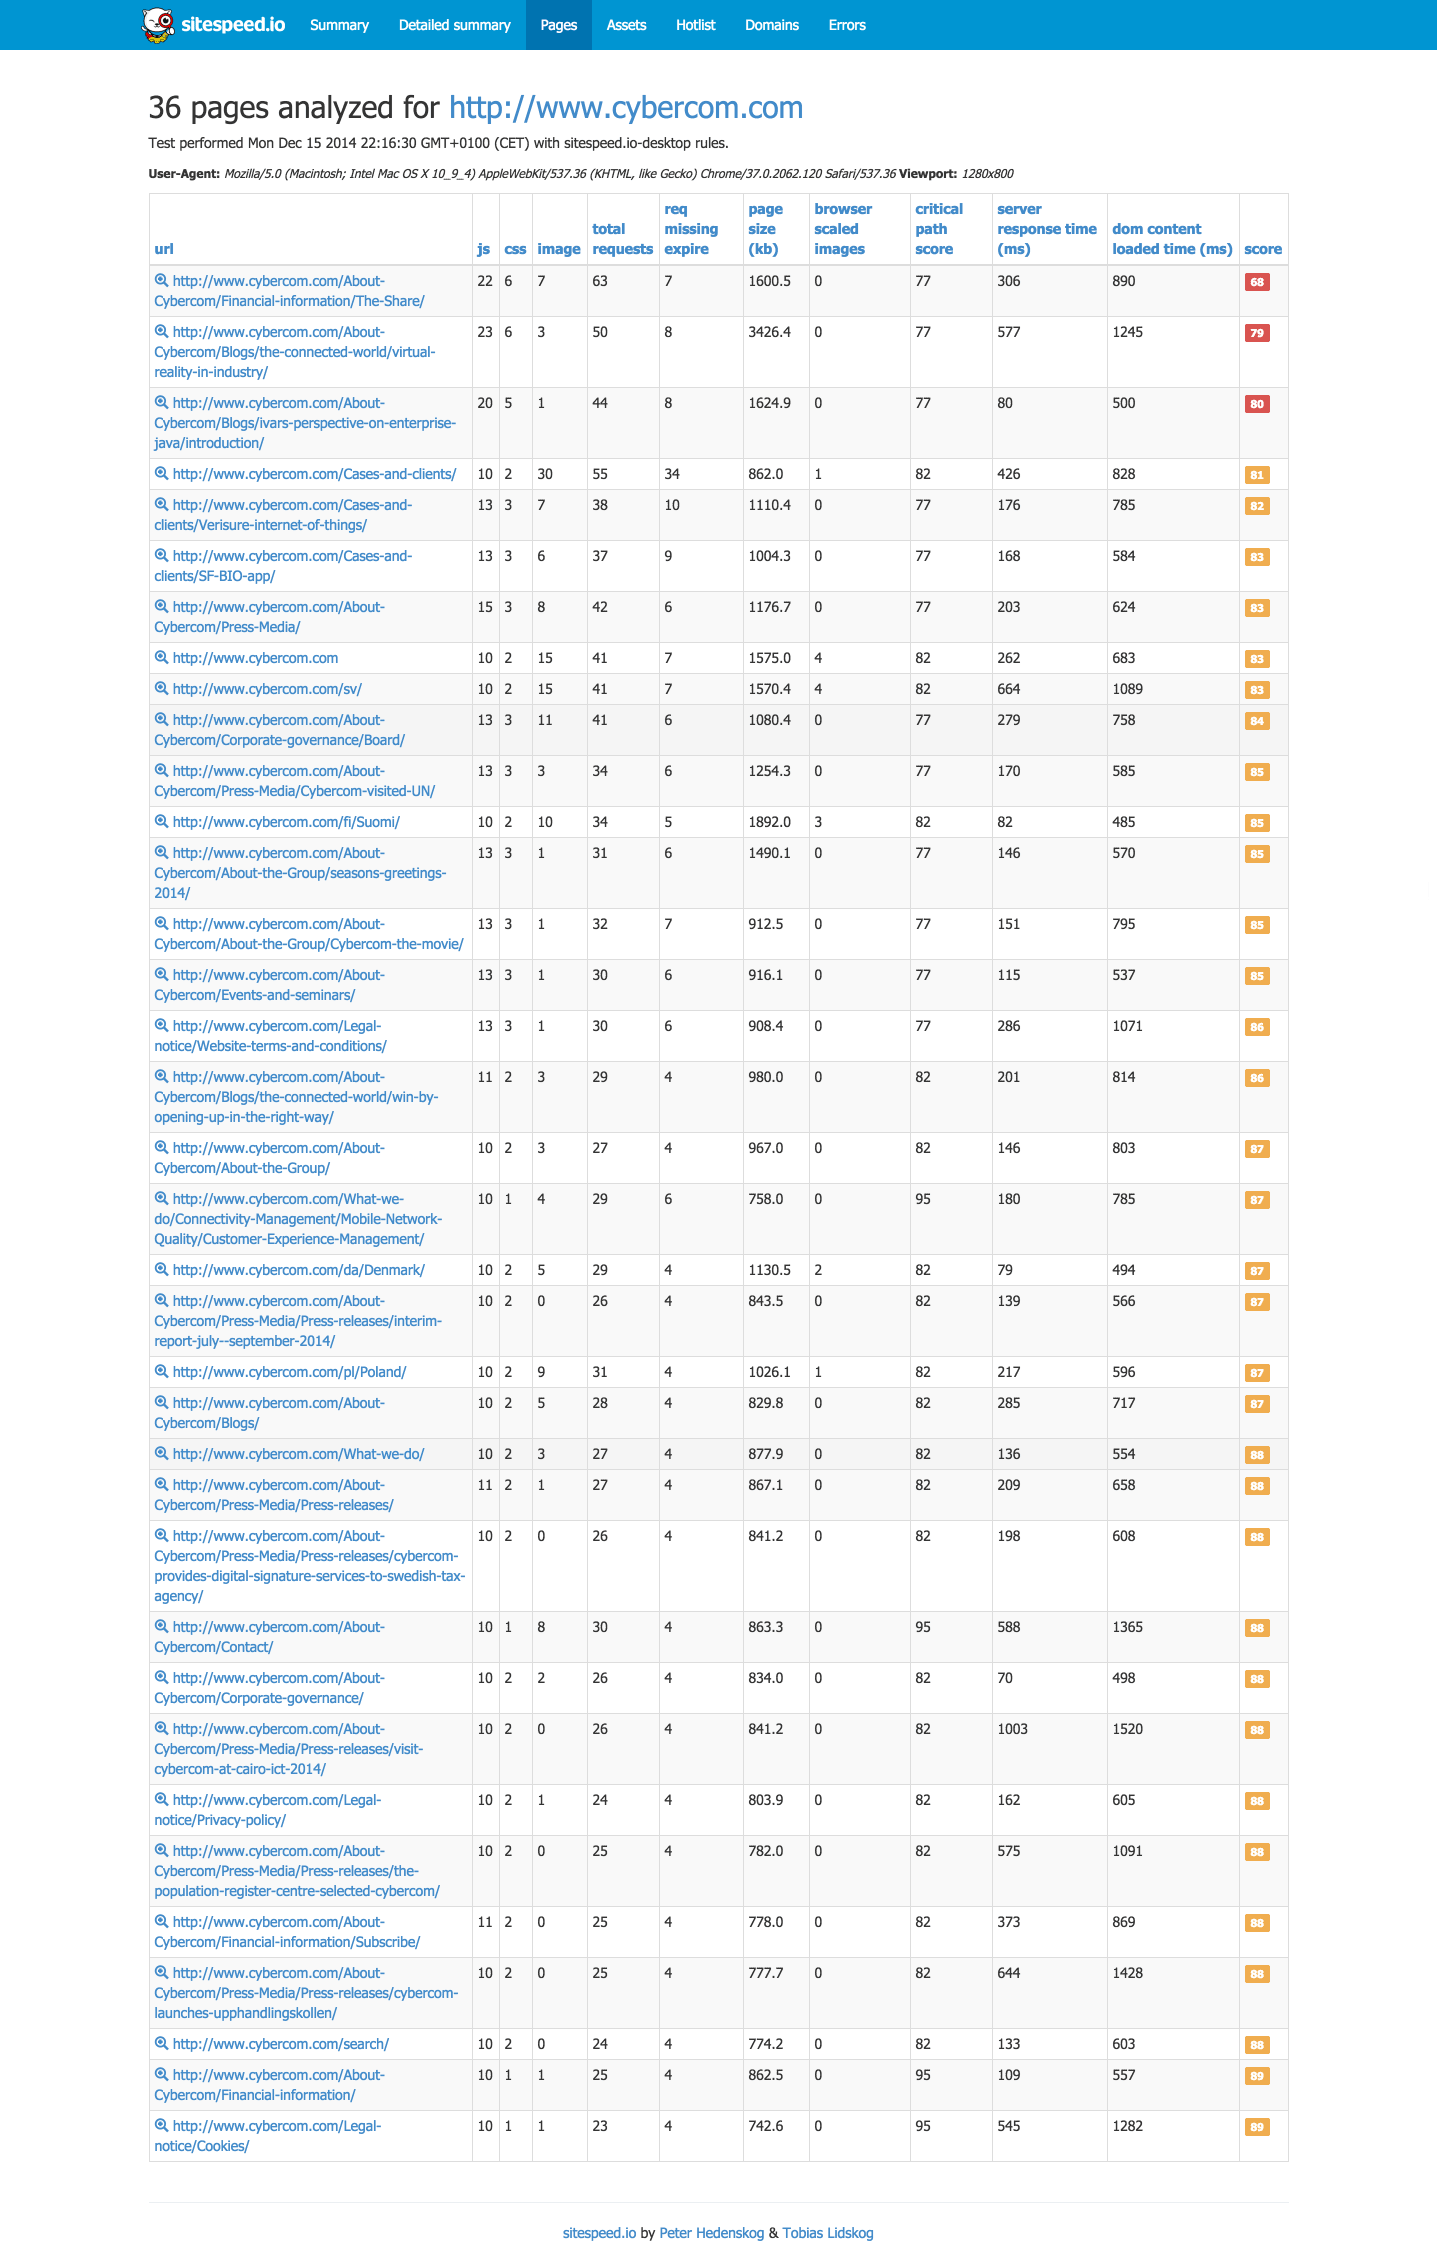 sitespeed.io Summary Detailed summary Pages Assets Hotlist Domains Errors
36 pages analyzed for http://www.cybercom.com
Test performed Mon Dec 15 2014 22:16:30 GMT+0100 (CET) with sitespeed.io-desktop rules.
User-Agent: Mozilla/5.0 (Macintosh; Intel Mac OS X 10_9_4) AppleWebKit/537.36 (KHTML, like Gecko) Chrome/37.0.2062.120 Safari/537.36 Viewport: 1280x800
req page browser critical server
total missing size scaled path response time dom content
url js css image requests expire (kb) images score (ms) loaded time (ms) score
http://www.cybercom.com/About- 22 6 7 63 7 1600.5 0 77 306 890 68
Cybercom/Financial-information/The-Share/
http://www.cybercom.com/About- 23 6 3 50 8 3426.4 0 77 577 1245 79
Cybercom/Blogs/the-connected-world/virtual-
reality-in-industry/
http://www.cybercom.com/About- 20 5 1 44 8 1624.9 0 77 80 500 80
Cybercom/Blogs/ivars-perspective-on-enterprise-
java/introduction/
http://www.cybercom.com/Cases-and-clients/ 10 2 30 55 34 862.0 1 82 426 828 81
http://www.cybercom.com/Cases-and- 13 3 7 38 10 1110.4 0 77 176 785 82
clients/Verisure-internet-of-things/
http://www.cybercom.com/Cases-and- 13 3 6 37 9 1004.3 0 77 168 584 83
clients/SF-BIO-app/
http://www.cybercom.com/About- 15 3 8 42 6 1176.7 0 77 203 624 83
Cybercom/Press-Media/
http://www.cybercom.com 10 2 15 41 7 1575.0 4 82 262 683 83
http://www.cybercom.com/sv/ 10 2 15 41 7 1570.4 4 82 664 1089 83
http://www.cybercom.com/About- 13 3 11 41 6 1080.4 0 77 279 758 84
Cybercom/Corporate-governance/Board/
http://www.cybercom.com/About- 13 3 3 34 6 1254.3 0 77 170 585 85
Cybercom/Press-Media/Cybercom-visited-UN/
http://www.cybercom.com/fi/Suomi/ 10 2 10 34 5 1892.0 3 82 82 485 85
http://www.cybercom.com/About- 13 3 1 31 6 1490.1 0 77 146 570 85
Cybercom/About-the-Group/seasons-greetings-
2014/
http://www.cybercom.com/About- 13 3 1 32 7 912.5 0 77 151 795 85
Cybercom/About-the-Group/Cybercom-the-movie/
http://www.cybercom.com/About- 13 3 1 30 6 916.1 0 77 115 537 85
Cybercom/Events-and-seminars/
http://www.cybercom.com/Legal- 13 3 1 30 6 908.4 0 77 286 1071 86
notice/Website-terms-and-conditions/
http://www.cybercom.com/About- 11 2 3 29 4 980.0 0 82 201 814 86
Cybercom/Blogs/the-connected-world/win-by-
opening-up-in-the-right-way/
http://www.cybercom.com/About- 10 2 3 27 4 967.0 0 82 146 803 87
Cybercom/About-the-Group/
http://www.cybercom.com/What-we- 10 1 4 29 6 758.0 0 95 180 785 87
do/Connectivity-Management/Mobile-Network-
Quality/Customer-Experience-Management/
http://www.cybercom.com/da/Denmark/ 10 2 5 29 4 1130.5 2 82 79 494 87
http://www.cybercom.com/About- 10 2 0 26 4 843.5 0 82 139 566 87
Cybercom/Press-Media/Press-releases/interim-
report-july--september-2014/
http://www.cybercom.com/pl/Poland/ 10 2 9 31 4 1026.1 1 82 217 596 87
http://www.cybercom.com/About- 10 2 5 28 4 829.8 0 82 285 717 87
Cybercom/Blogs/
http://www.cybercom.com/What-we-do/ 10 2 3 27 4 877.9 0 82 136 554 88
http://www.cybercom.com/About- 11 2 1 27 4 867.1 0 82 209 658 88
Cybercom/Press-Media/Press-releases/
http://www.cybercom.com/About- 10 2 0 26 4 841.2 0 82 198 608 88
Cybercom/Press-Media/Press-releases/cybercom-
provides-digital-signature-services-to-swedish-tax-
agency/
http://www.cybercom.com/About- 10 1 8 30 4 863.3 0 95 588 1365 88
Cybercom/Contact/
http://www.cybercom.com/About- 10 2 2 26 4 834.0 0 82 70 498 88
Cybercom/Corporate-governance/
http://www.cybercom.com/About- 10 2 0 26 4 841.2 0 82 1003 1520 88
Cybercom/Press-Media/Press-releases/visit-
cybercom-at-cairo-ict-2014/
http://www.cybercom.com/Legal- 10 2 1 24 4 803.9 0 82 162 605 88
notice/Privacy-policy/
http://www.cybercom.com/About- 10 2 0 25 4 782.0 0 82 575 1091 88
Cybercom/Press-Media/Press-releases/the-
population-register-centre-selected-cybercom/
http://www.cybercom.com/About- 11 2 0 25 4 778.0 0 82 373 869 88
Cybercom/Financial-information/Subscribe/
http://www.cybercom.com/About- 10 2 0 25 4 777.7 0 82 644 1428 88
Cybercom/Press-Media/Press-releases/cybercom-
launches-upphandlingskollen/
http://www.cybercom.com/search/ 10 2 0 24 4 774.2 0 82 133 603 88
http://www.cybercom.com/About- 10 1 1 25 4 862.5 0 95 109 557 89
Cybercom/Financial-information/
http://www.cybercom.com/Legal- 10 1 1 23 4 742.6 0 95 545 1282 89
notice/Cookies/
sitespeed.io by Peter Hedenskog & Tobias Lidskog